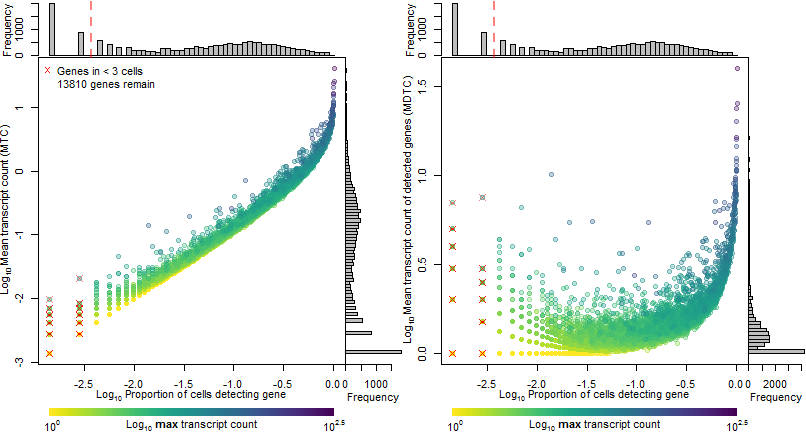 Frequency
0 1000
Genes in < 3 cells
13810 genes remain
Log10 Mean transcript count (MTC)
1
0
-1
-2
-3
-2.5 -2.0 -1.5 -1.0 -0.5 0.0
0 1000
Log10 Proportion of cells detecting gene
Frequency
10^0 Log10 max transcript count 10^2.5
Frequency
0 1000
Log10 Mean transcript count of detected genes (MDTC)
1.5
1.0
0.5
0.0
-2.5 -2.0 -1.5 -1.0 -0.5 0.0
0 2000
Log10 Proportion of cells detecting gene
Frequency
10^0 Log10 max transcript count 10^2.5